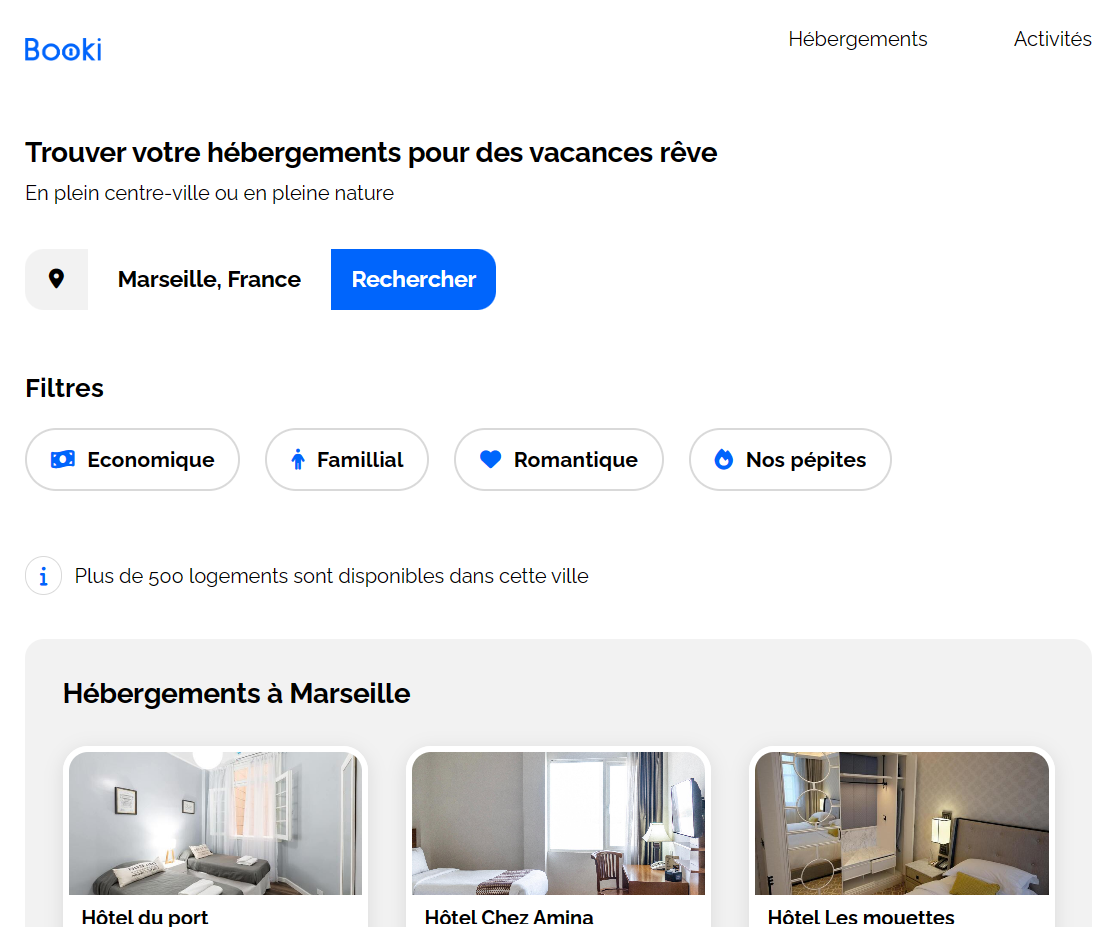 Booki
Hébergements
Activités
Trouver votre hébergements pour des vacances rêve
En plein centre-ville ou en pleine nature
Marseille, France
Rechercher
Filtres
Economique
Famillial
Romantique
Nos pépites
i
Plus de 500 logements sont disponibles dans cette ville
Hébergements à Marseille
Hôtel du port
Hôtel Chez Amina
Hôtel Les mouettes